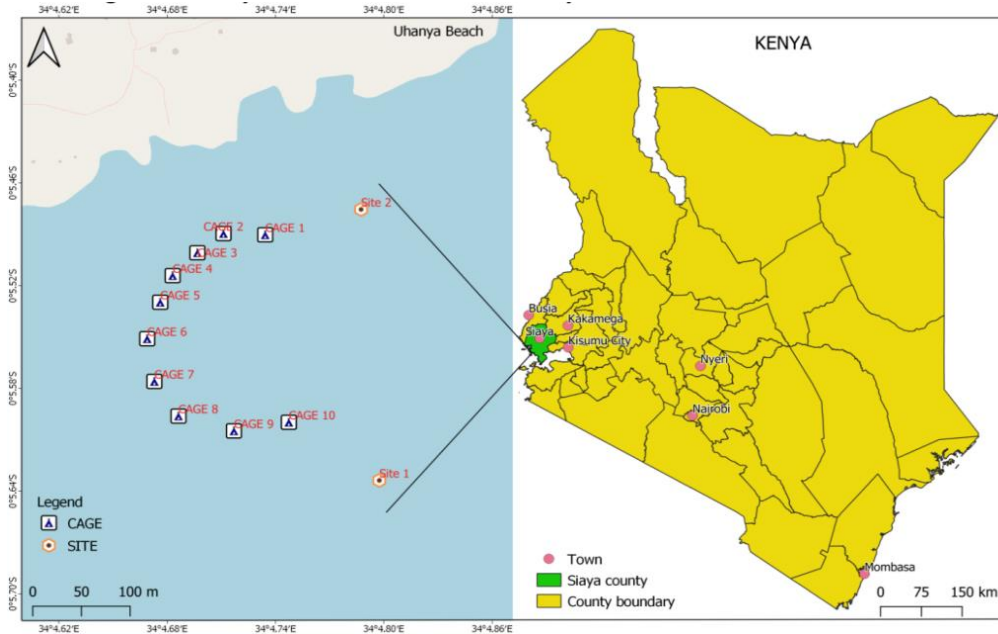 34°4.62'E 34°4.68'E 34°4.74'E 34°4.80'E 34°4.86'E
Uhanya Beach
KENYA
0°5.40'S
0°5.46'S
0°5.52'S
0°5.58'S
0°5.64'S
0°5.70'S
Site 2
CAGE 2
CAGE 1
CAGE 3
CAGE 4
CAGE 5
CAGE 6
CAGE 7
CAGE 8
CAGE 9
CAGE 10
Site 1
Legend
CAGE
SITE
0 50 100 m
34°4.62'E 34°4.68'E 34°4.74'E 34°4.80'E 34°4.86'E
Busia
Kakamega
Siaya
Kisumu City
Nyeri
Nairobi
Mombasa
Town
Siaya county
County boundary
0 75 150 km